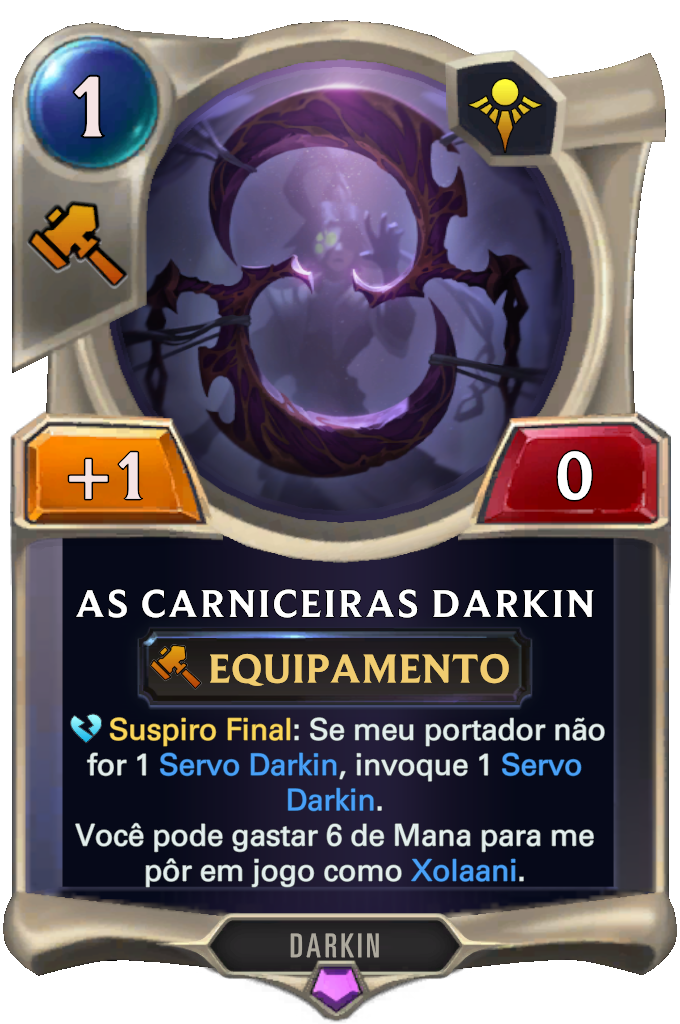 1
+1
0
AS CARNICEIRAS DARKIN
EQUIPAMENTO
Suspiro Final: Se meu portador não
for 1 Servo Darkin, invoque 1 Servo
Darkin.
Você pode gastar 6 de Mana para me
pôr em jogo como Xolaani.
DARKIN